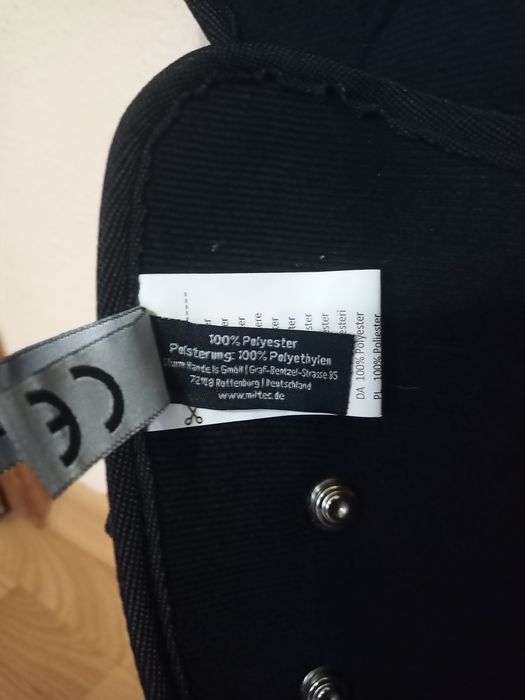 100% Polyester
Polsterung: 100% Polyethylen
Sturm Handels GmbH | Graf-Bentzel-Strasse 85
72108 Rottenburg | Deutschland
www.miltec.de
CE
DA 100% Polyester
PL 100% Poliester